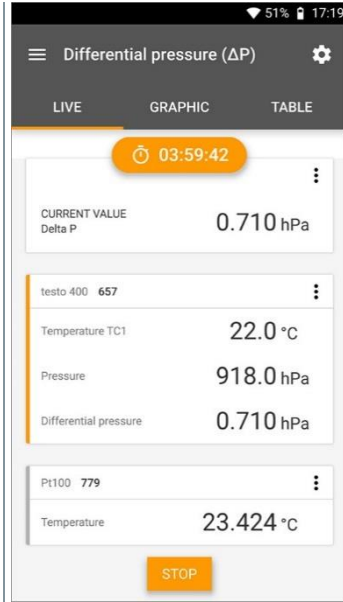 51% 17:19
Differential pressure (ΔP)
LIVE GRAPHIC TABLE
03:59:42
CURRENT VALUE
Delta P 0.710 hPa
testo 400 657
Temperature TC1 22.0 °C
Pressure 918.0 hPa
Differential pressure 0.710 hPa
Pt100 779
Temperature 23.424 °C
STOP